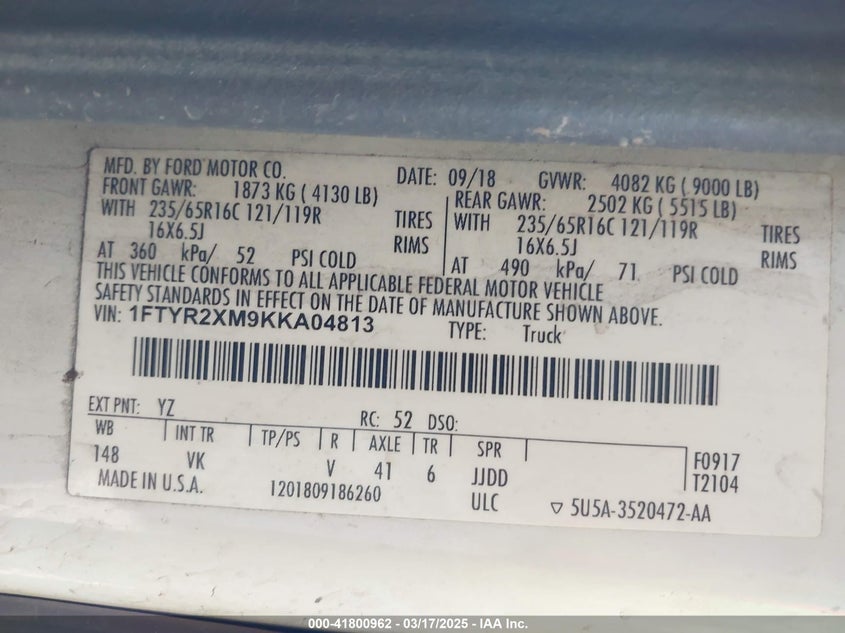 MFD. BY FORD MOTOR CO. DATE: 09/18 GVWR: 4082 KG ( 9000 LB)
FRONT GAWR: 1873 KG ( 4130 LB) REAR GAWR: 2502 KG ( 5515 LB)
WITH 235/65R16C 121/119R TIRES WITH 235/65R16C 121/119R TIRES
16X6.5J RIMS 16X6.5J RIMS
AT 360 kPa/ 52 PSI COLD AT 490 kPa/ 71 PSI COLD
THIS VEHICLE CONFORMS TO ALL APPLICABLE FEDERAL MOTOR VEHICLE
SAFETY STANDARDS IN EFFECT ON THE DATE OF MANUFACTURE SHOWN ABOVE.
VIN: 1FTYR2XM9KKA04813 TYPE: Truck
EXT PNT: YZ RC: 52 DSO:
WB INT TR TP/PS R AXLE TR SPR F0917
148 VK V 41 6 JJDD T2104
MADE IN U.S.A. 1201809186260 ULC ▽ 5U5A-3520472-AA
000-41800962 - 03/17/2025 - IAA Inc.